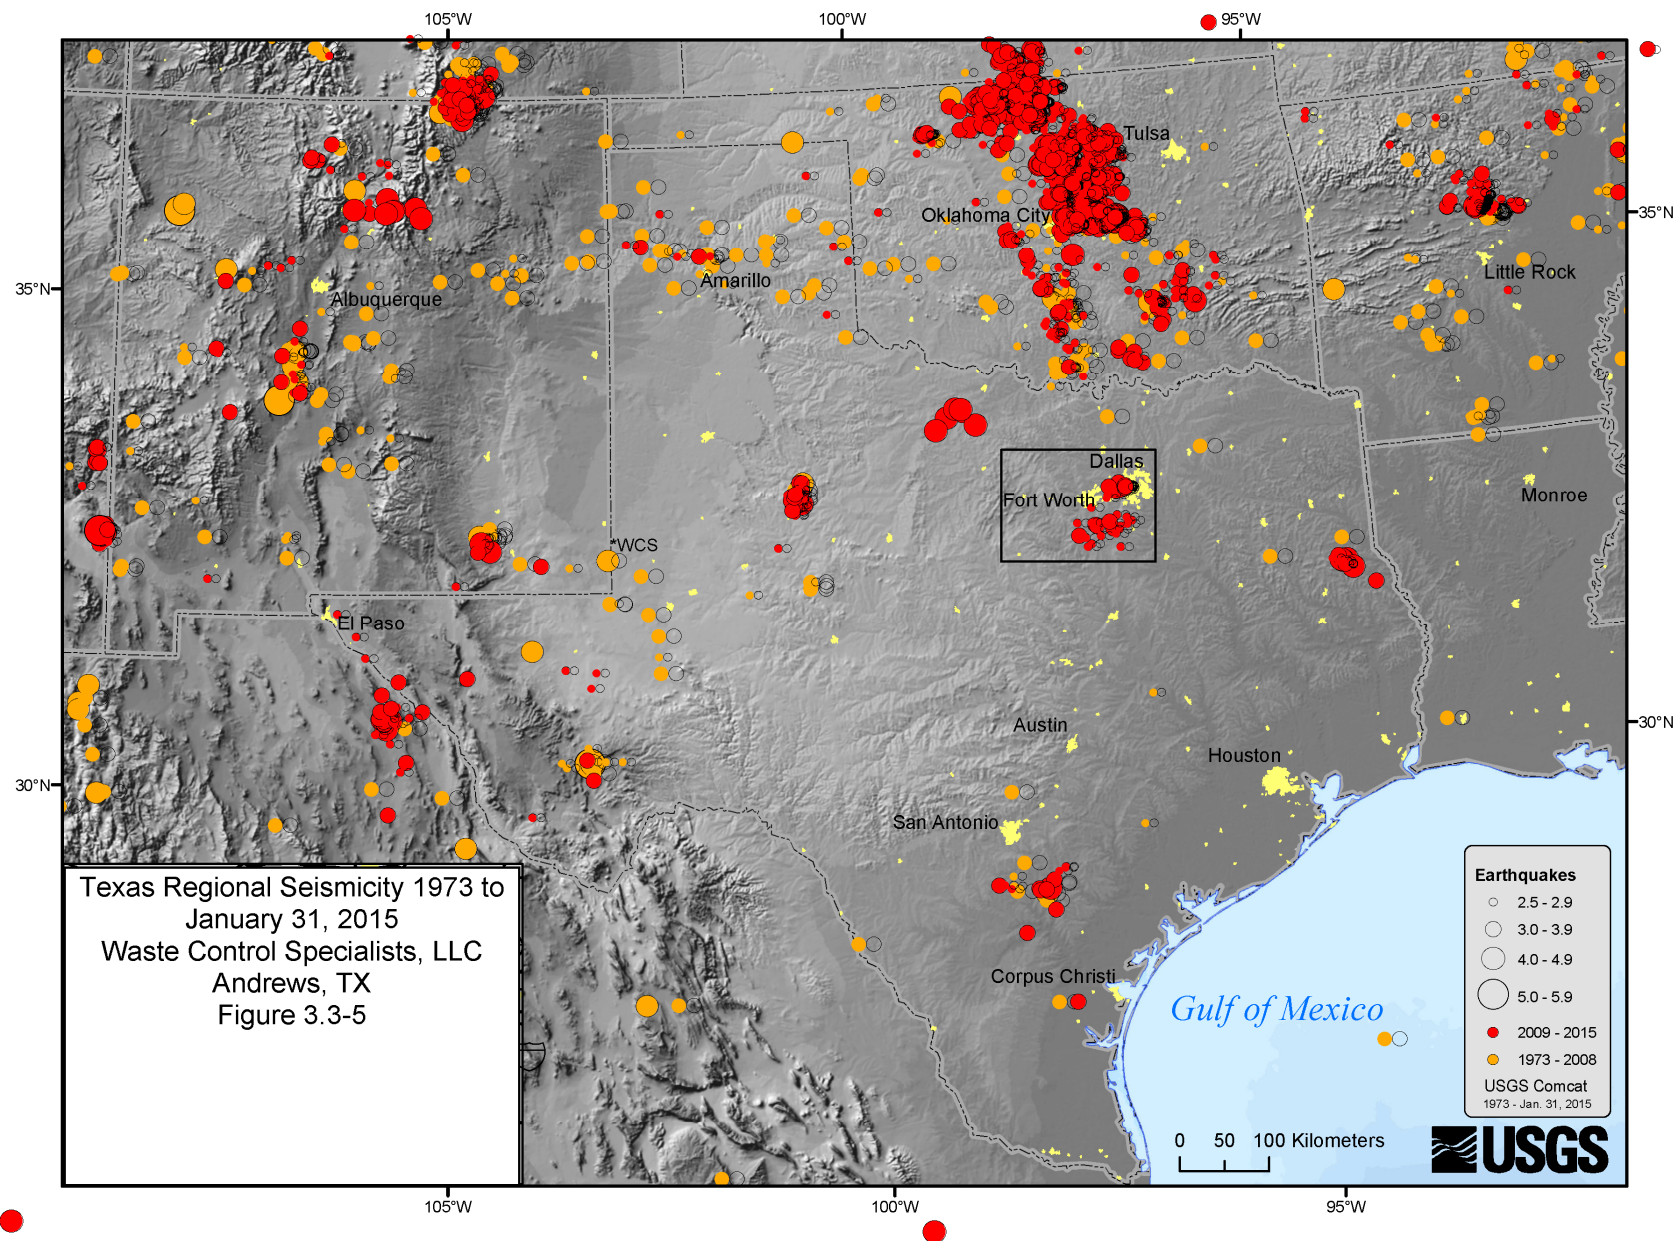 105°W
100°W
95°W
Tulsa
35°N
Oklahoma City
Little Rock
Amarillo
35°N
Albuquerque
Dallas
Fort Worth
Monroe
*WCS
El Paso
30°N
Austin
Houston
30°N
San Antonio
Texas Regional Seismicity 1973 to
January 31, 2015
Waste Control Specialists, LLC
Andrews, TX
Figure 3.3-5
Corpus Christi
Gulf of Mexico
Earthquakes
2.5 - 2.9
3.0 - 3.9
4.0 - 4.9
5.0 - 5.9
2009 - 2015
1973 - 2008
USGS Comcat
1973 - Jan. 31, 2015
0 50 100 Kilometers
USGS
105°W
100°W
95°W